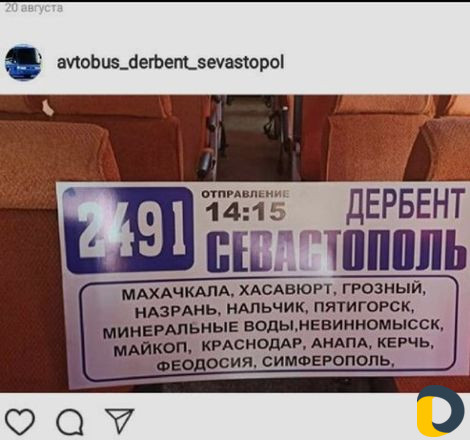 20 августа
avtobus_derbent_sevastopol
2491
ОТПРАВЛЕНИЕ
14:15
ДЕРБЕНТ
СЕВАСТОПОЛЬ
МАХАЧКАЛА, ХАСАВЮРТ, ГРОЗНЫЙ,
НАЗРАНЬ, НАЛЬЧИК, ПЯТИГОРСК,
МИНЕРАЛЬНЫЕ ВОДЫ,НЕВИННОМЫССК,
МАЙКОП, КРАСНОДАР, АНАПА, КЕРЧЬ,
ФЕОДОСИЯ, СИМФЕРОПОЛЬ,